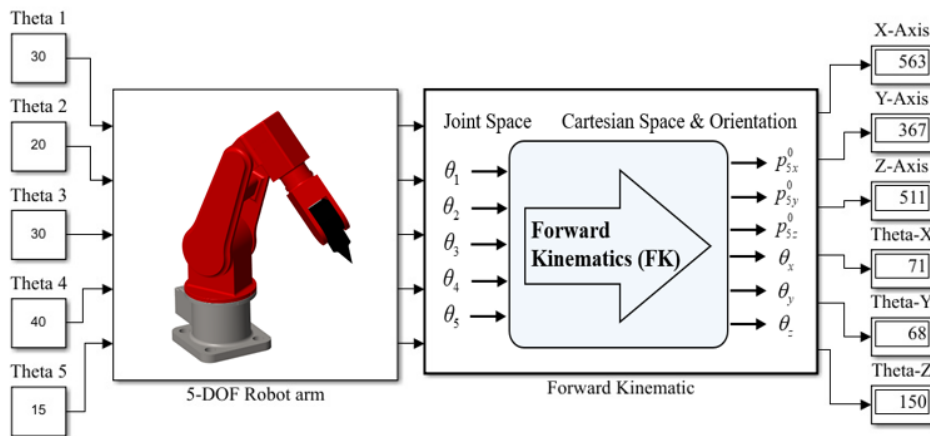 Theta 1
30
Theta 2
20
Theta 3
30
Theta 4
40
Theta 5
15
5-DOF Robot arm
Joint Space
Cartesian Space & Orientation
θ₁
θ₂
θ₃
θ₄
θ₅
Forward
Kinematics (FK)
p⁰₅ₓ
p⁰₅y
p⁰₅z
θₓ
θy
θz
Forward Kinematic
X-Axis
563
Y-Axis
367
Z-Axis
511
Theta-X
71
Theta-Y
68
Theta-Z
150